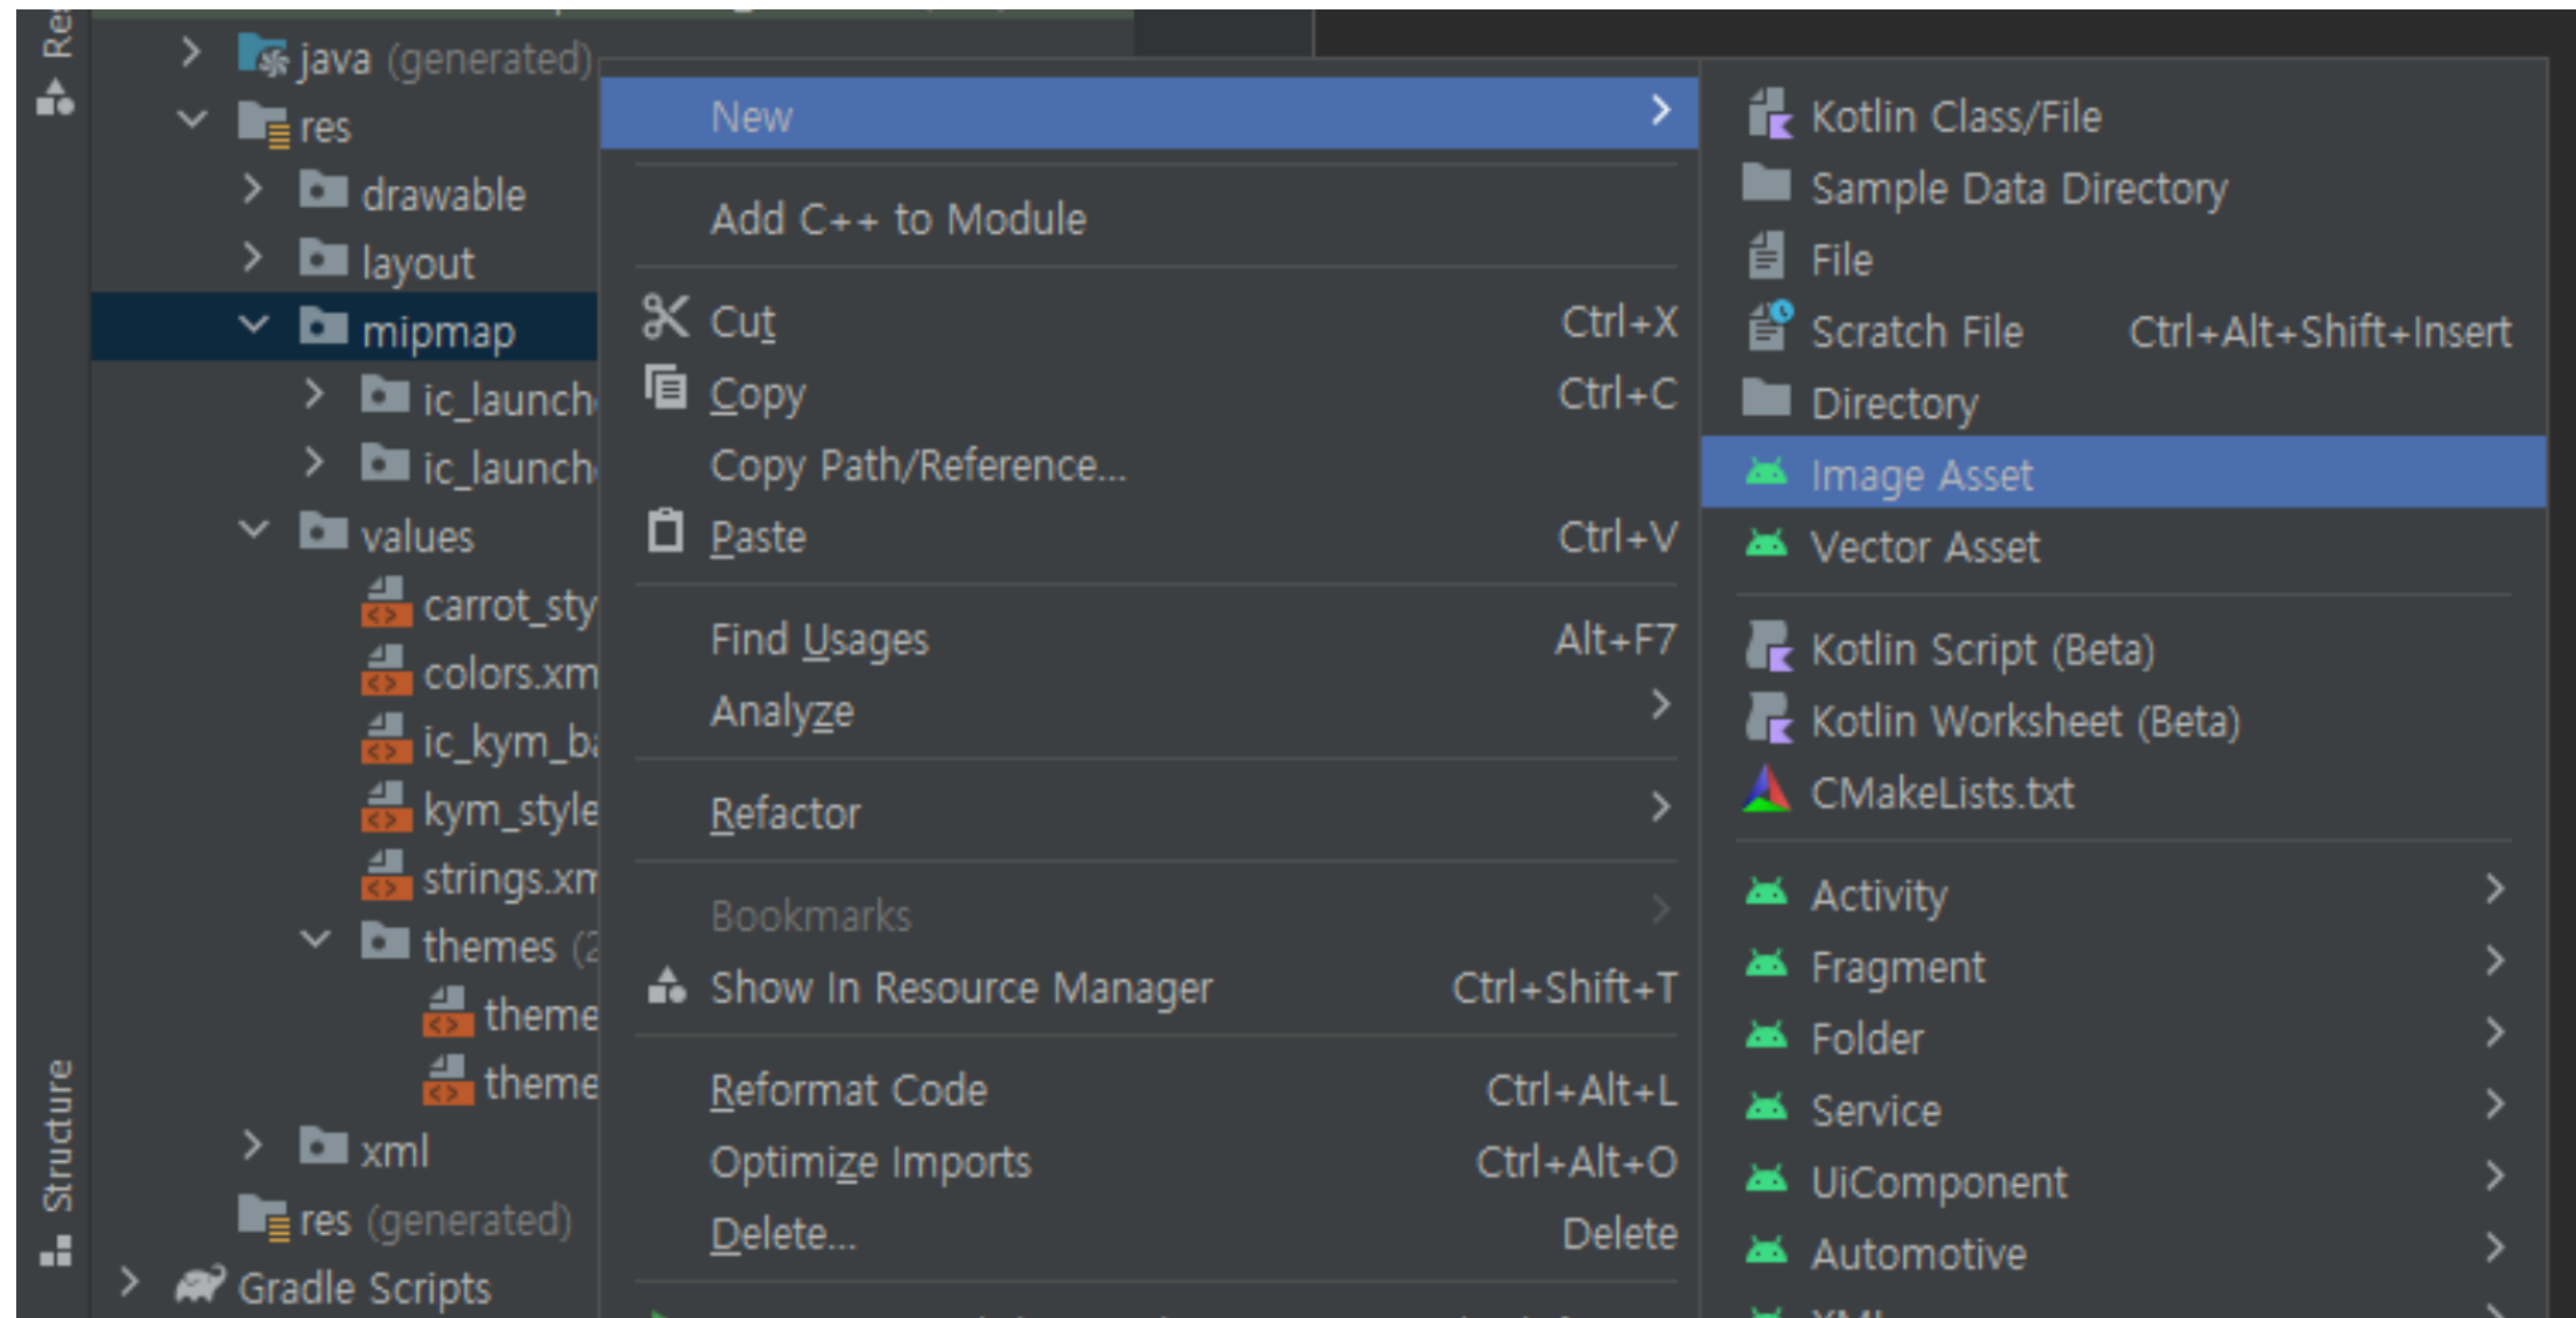 Re
java (generated)
res
drawable
layout
mipmap
ic_launch
ic_launch
values
carrot_sty
colors.xm
ic_kym_ba
kym_style
strings.xm
themes (2
theme
theme
xml
res (generated)
Gradle Scripts
Structure
New
Add C++ to Module
Cut Ctrl+X
Copy Ctrl+C
Copy Path/Reference...
Paste Ctrl+V
Find Usages Alt+F7
Analyze
Refactor
Bookmarks
Show In Resource Manager Ctrl+Shift+T
Reformat Code Ctrl+Alt+L
Optimize Imports Ctrl+Alt+O
Delete... Delete
Kotlin Class/File
Sample Data Directory
File
Scratch File Ctrl+Alt+Shift+Insert
Directory
Image Asset
Vector Asset
Kotlin Script (Beta)
Kotlin Worksheet (Beta)
CMakeLists.txt
Activity
Fragment
Folder
Service
UiComponent
Automotive